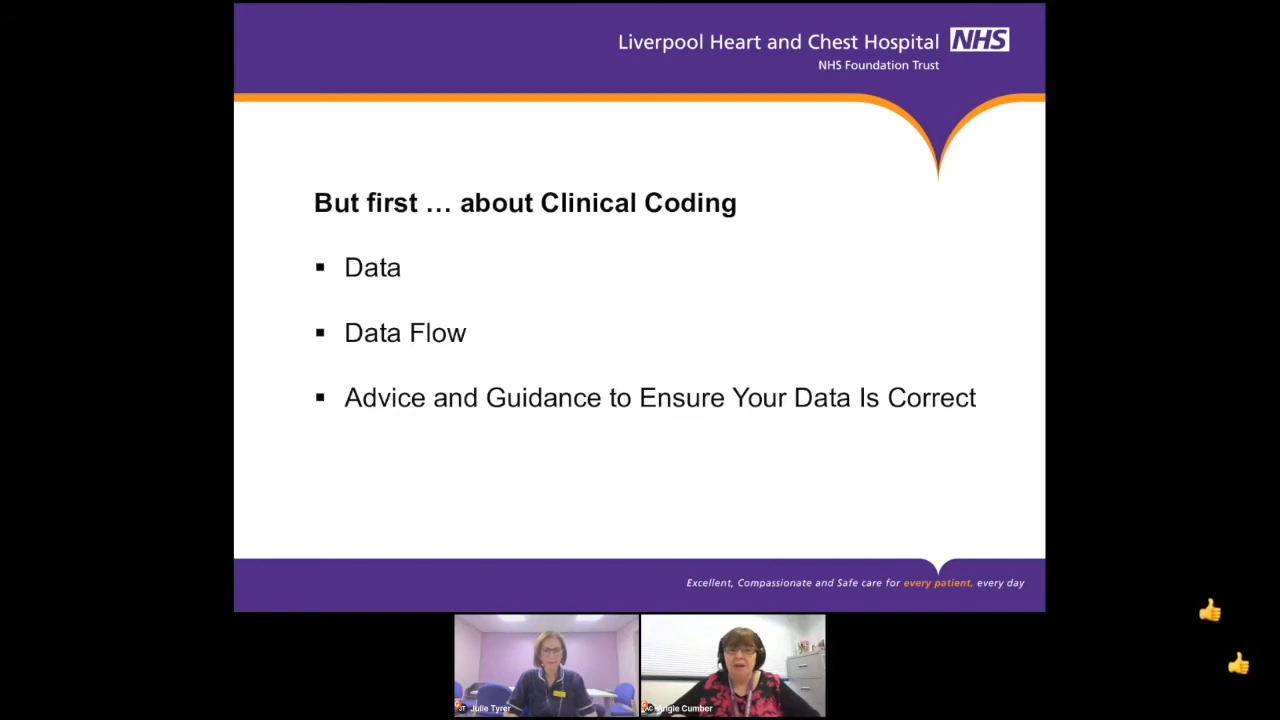 Liverpool Heart and Chest Hospital NHS
NHS Foundation Trust
But first … about Clinical Coding
▪ Data
▪ Data Flow
▪ Advice and Guidance to Ensure Your Data Is Correct
Excellent, Compassionate and Safe care for every patient, every day
JT Julie Tyrer
AC Angie Cumber